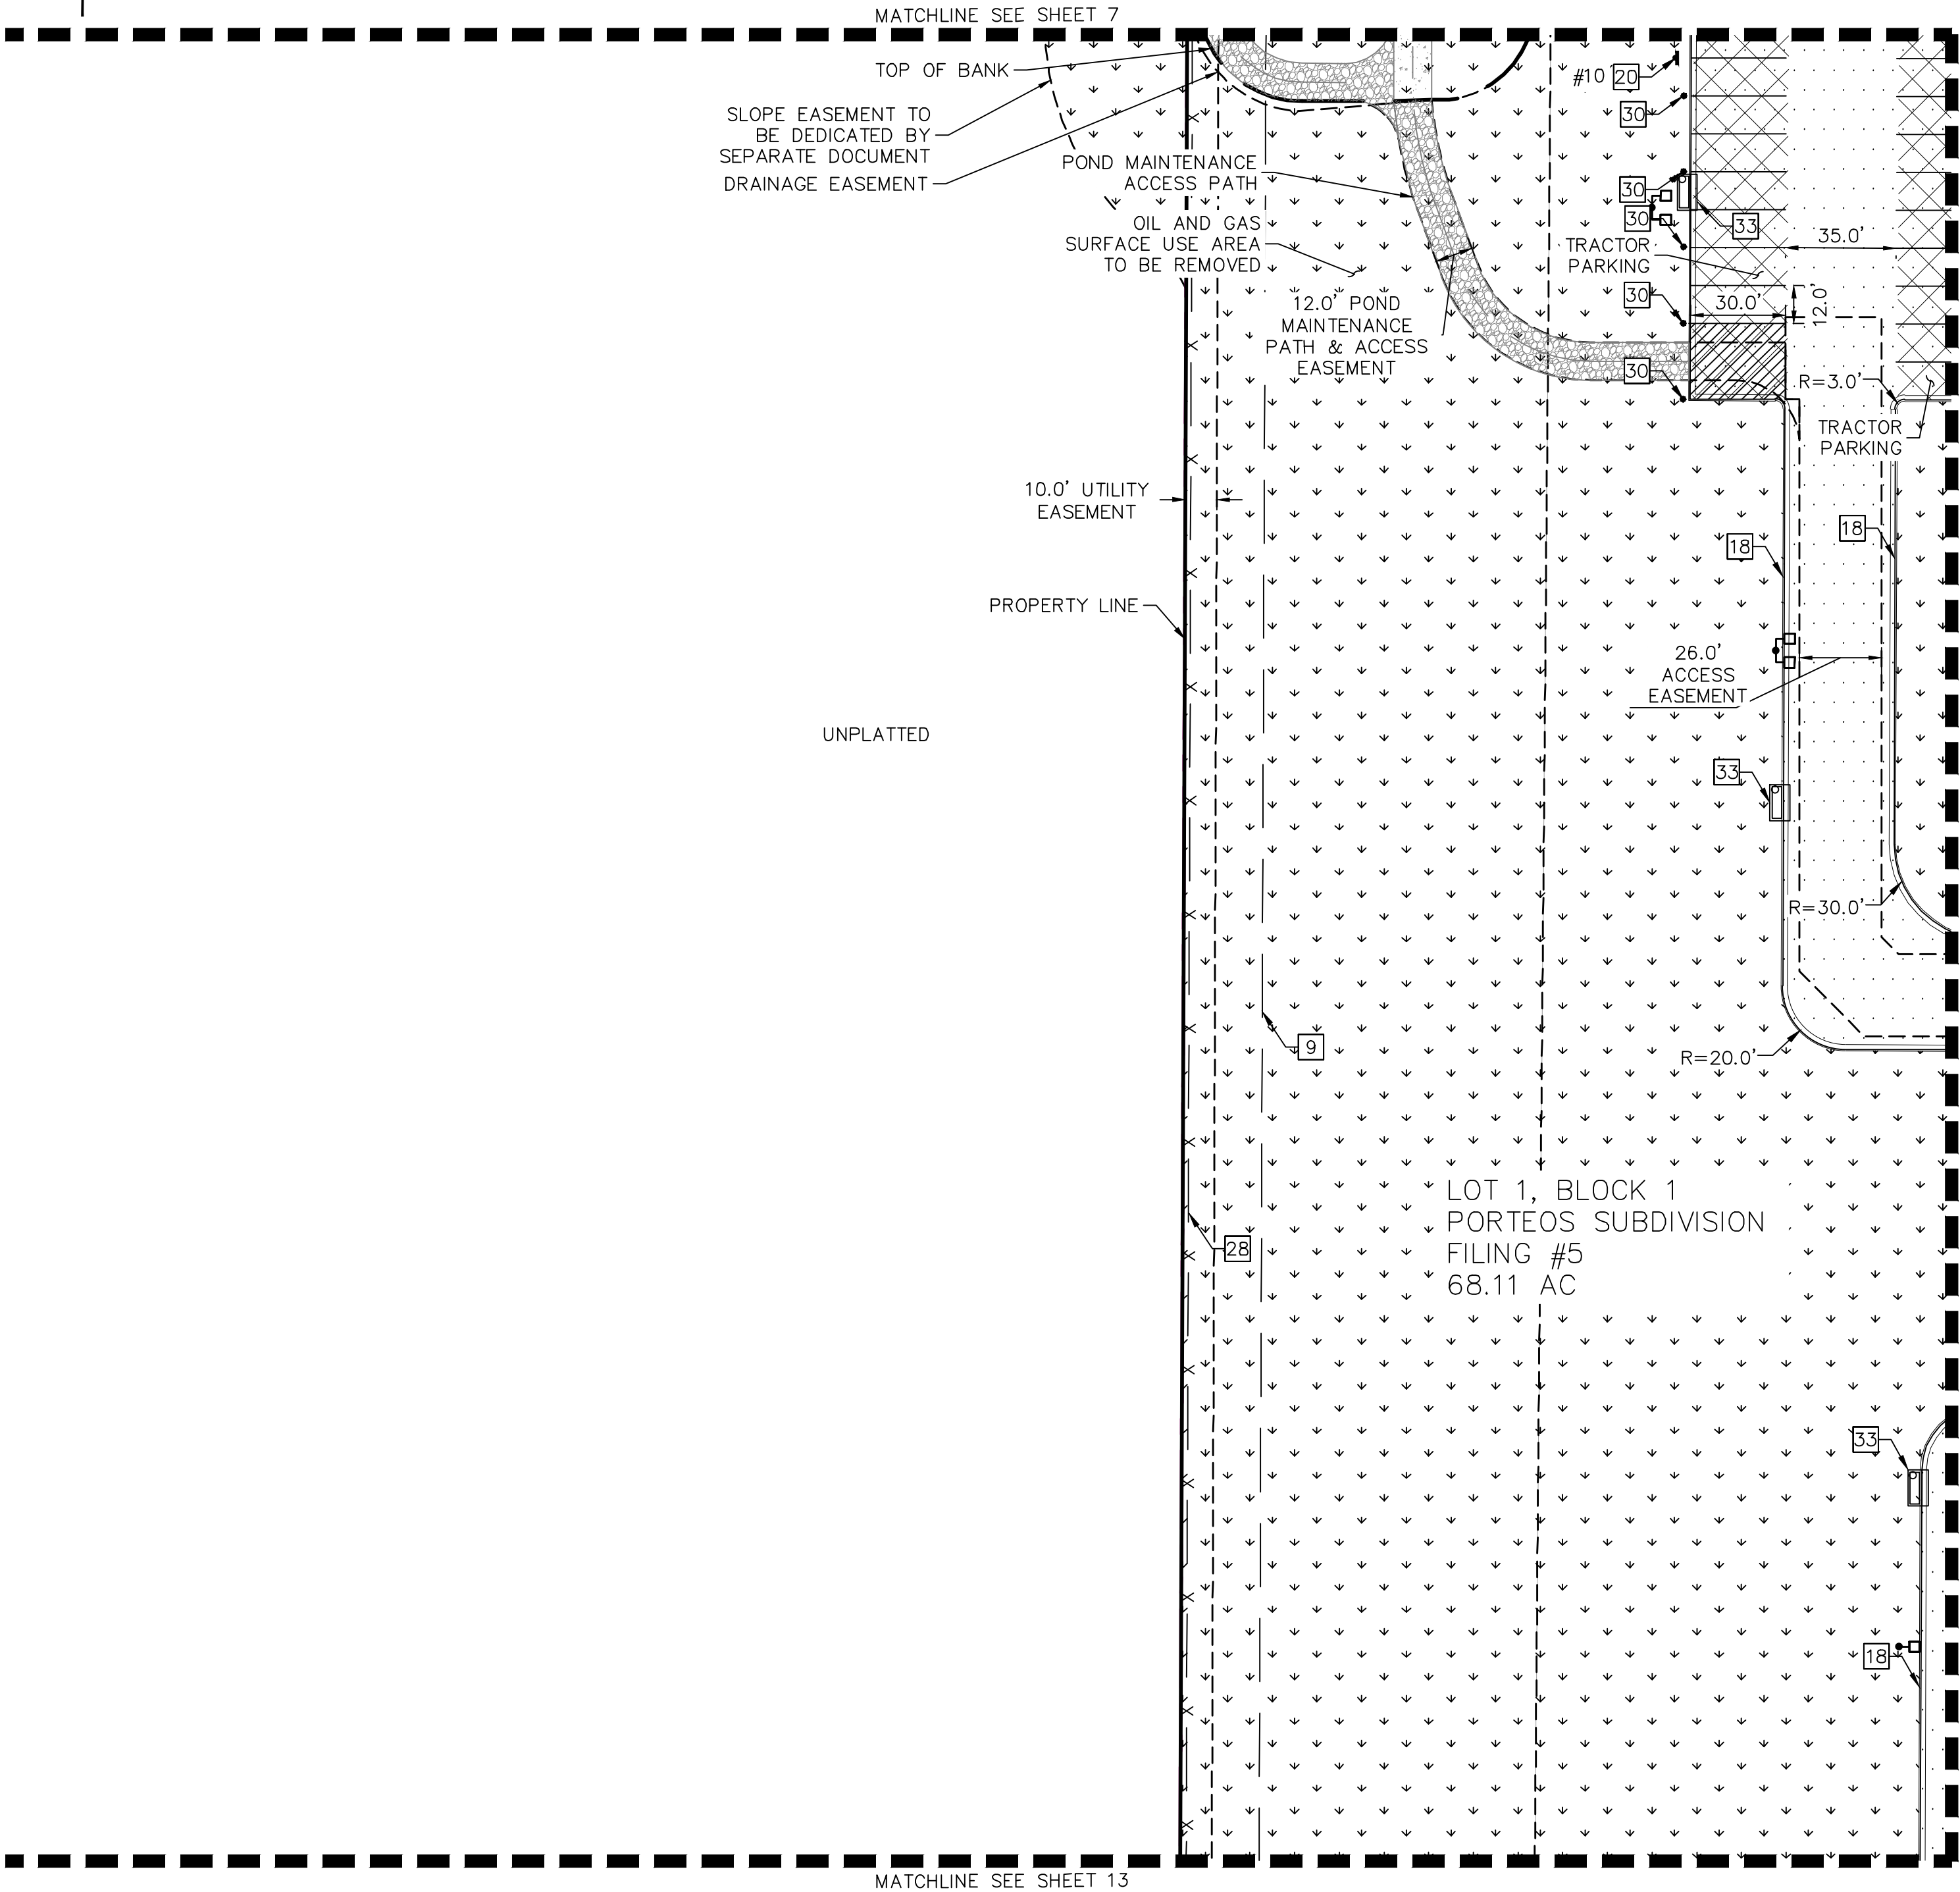 MATCHLINE SEE SHEET 7
TOP OF BANK
SLOPE EASEMENT TO
BE DEDICATED BY
SEPARATE DOCUMENT
DRAINAGE EASEMENT
POND MAINTENANCE
ACCESS PATH
OIL AND GAS
SURFACE USE AREA
TO BE REMOVED
12.0' POND
MAINTENANCE
PATH & ACCESS
EASEMENT
#10 20
30
30
30
33
TRACTOR
PARKING
35.0'
30
30.0'
12.0'
30
R=3.0'
TRACTOR
PARKING
10.0' UTILITY
EASEMENT
18
18
PROPERTY LINE
26.0'
ACCESS
EASEMENT
UNPLATTED
33
R=30.0'
9
R=20.0'
LOT 1, BLOCK 1
PORTEOS SUBDIVISION
FILING #5
68.11 AC
28
33
18
MATCHLINE SEE SHEET 13